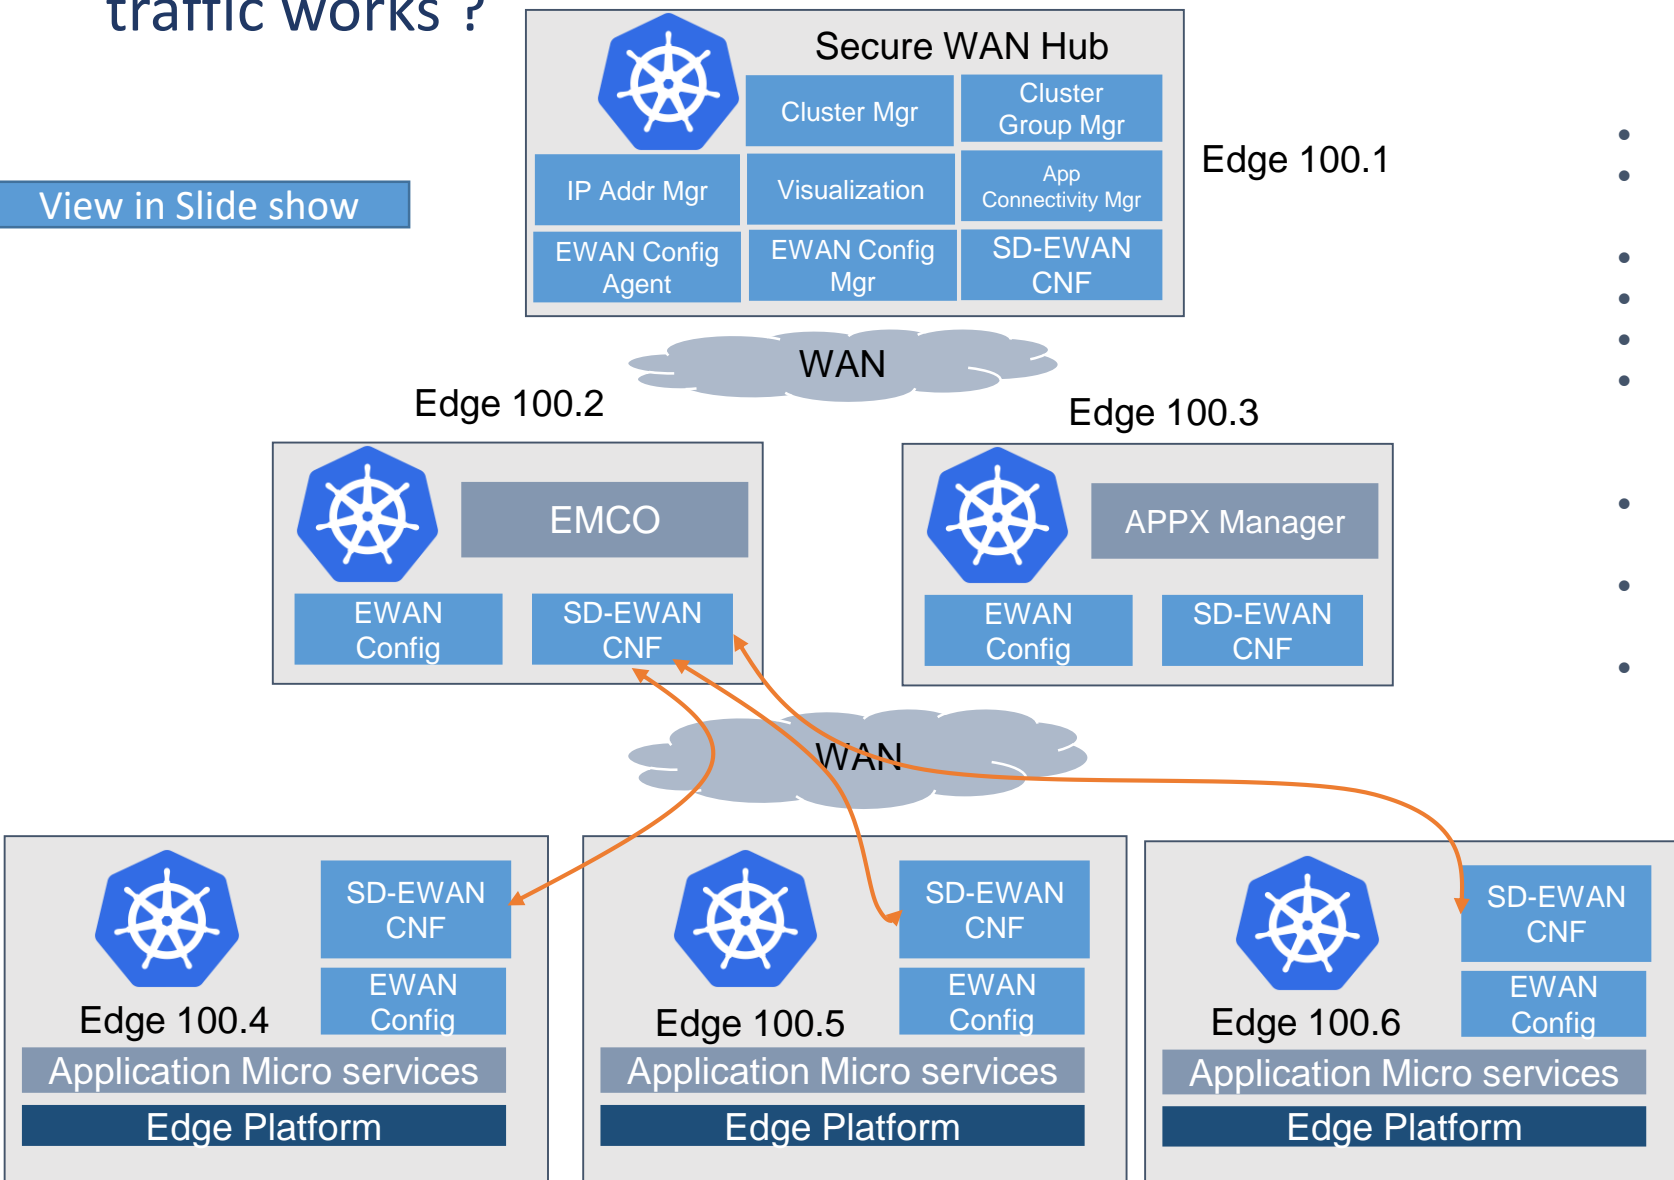 traffic works ?
Secure WAN Hub
Cluster Mgr
Cluster
Group Mgr
Edge 100.1
IP Addr Mgr
Visualization
App
Connectivity Mgr
View in Slide show
EWAN Config
Agent
EWAN Config
Mgr
SD-EWAN
CNF
WAN
Edge 100.2
Edge 100.3
EMCO
APPX Manager
EWAN
Config
SD-EWAN
CNF
EWAN
Config
SD-EWAN
CNF
WAN
SD-EWAN
CNF
EWAN
Config
Edge 100.4
Application Micro services
Edge Platform
SD-EWAN
CNF
EWAN
Config
Edge 100.5
Application Micro services
Edge Platform
SD-EWAN
CNF
EWAN
Config
Edge 100.6
Application Micro services
Edge Platform